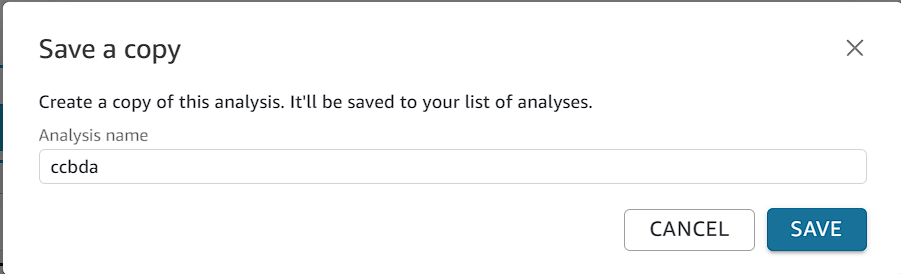 Save a copy
Create a copy of this analysis. It'll be saved to your list of analyses.
Analysis name
ccbda
CANCEL SAVE